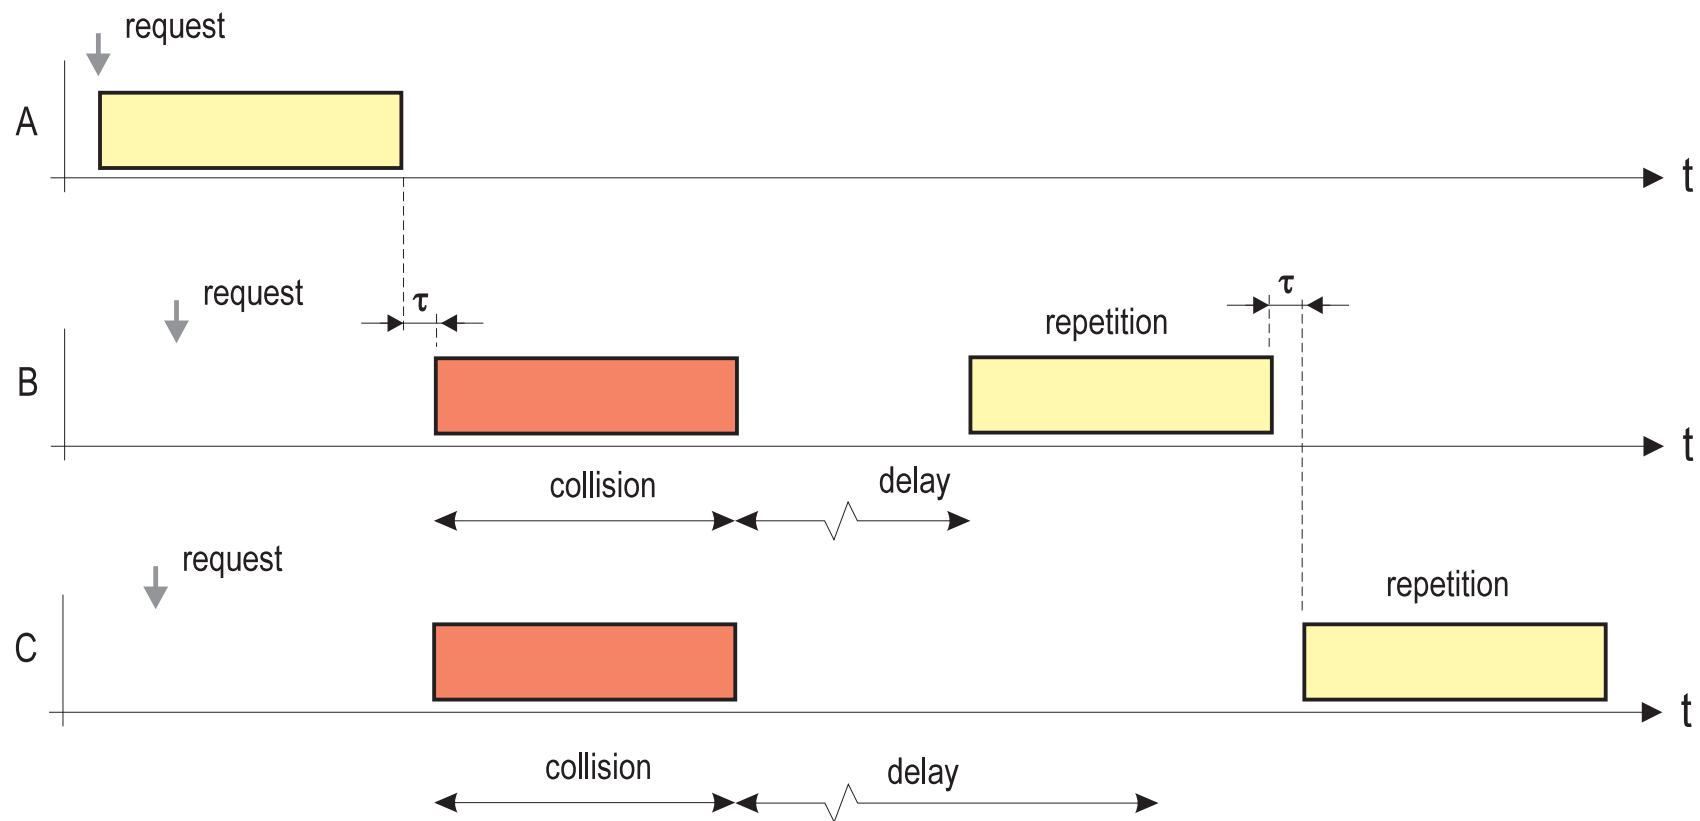 request
A
t
request
τ
τ
repetition
B
t
collision
delay
request
repetition
C
t
collision
delay